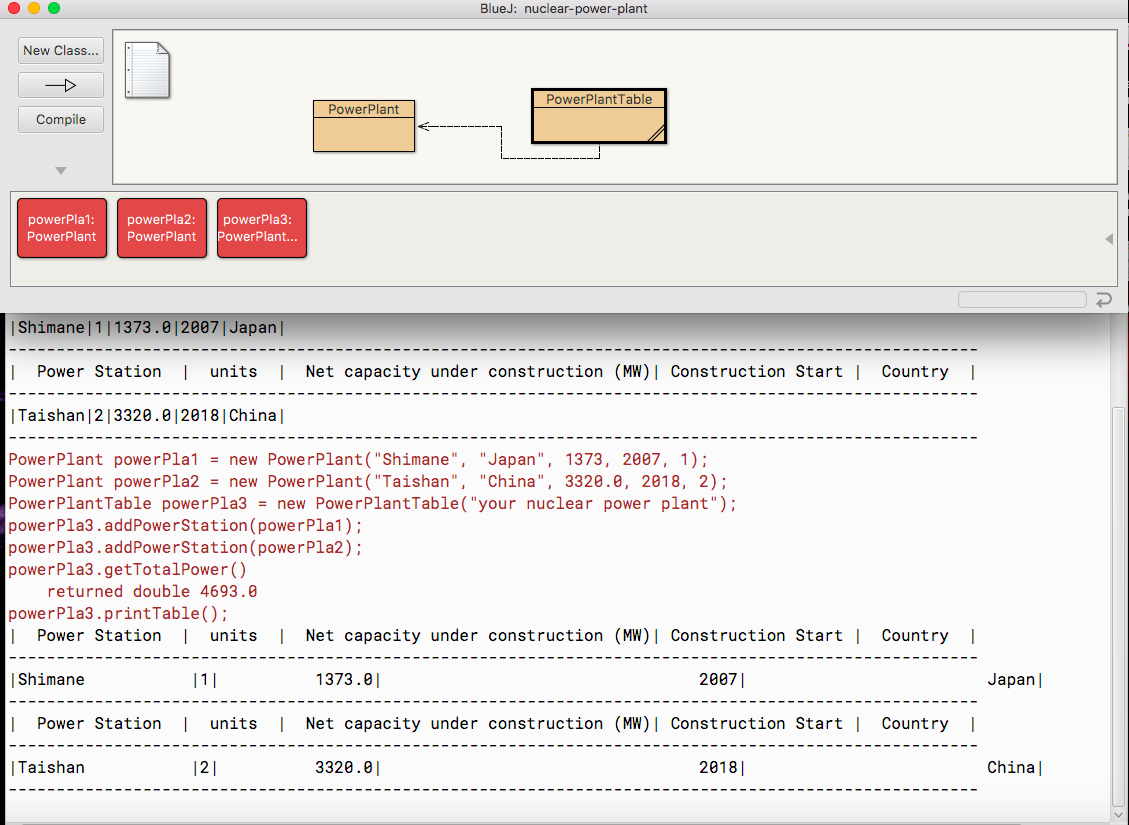 BlueJ: nuclear-power-plant
New Class...
Compile
PowerPlant
PowerPlantTable
powerPla1:
PowerPlant
powerPla2:
PowerPlant
powerPla3:
PowerPlant...
|Shimane|1|1373.0|2007|Japan|
-----------------------------------------------------------------------------------------------------
|  Power Station  |  units  |  Net capacity under construction (MW)| Construction Start |  Country  |
-----------------------------------------------------------------------------------------------------
|Taishan|2|3320.0|2018|China|
-----------------------------------------------------------------------------------------------------
PowerPlant powerPla1 = new PowerPlant("Shimane", "Japan", 1373, 2007, 1);
PowerPlant powerPla2 = new PowerPlant("Taishan", "China", 3320.0, 2018, 2);
PowerPlantTable powerPla3 = new PowerPlantTable("your nuclear power plant");
powerPla3.addPowerStation(powerPla1);
powerPla3.addPowerStation(powerPla2);
powerPla3.getTotalPower()
    returned double 4693.0
powerPla3.printTable();
|  Power Station  |  units  |  Net capacity under construction (MW)| Construction Start |  Country  |
-----------------------------------------------------------------------------------------------------
|Shimane           |1|          1373.0|                                 2007|                         Japan|
-----------------------------------------------------------------------------------------------------
|  Power Station  |  units  |  Net capacity under construction (MW)| Construction Start |  Country  |
-----------------------------------------------------------------------------------------------------
|Taishan           |2|          3320.0|                                 2018|                         China|
-----------------------------------------------------------------------------------------------------